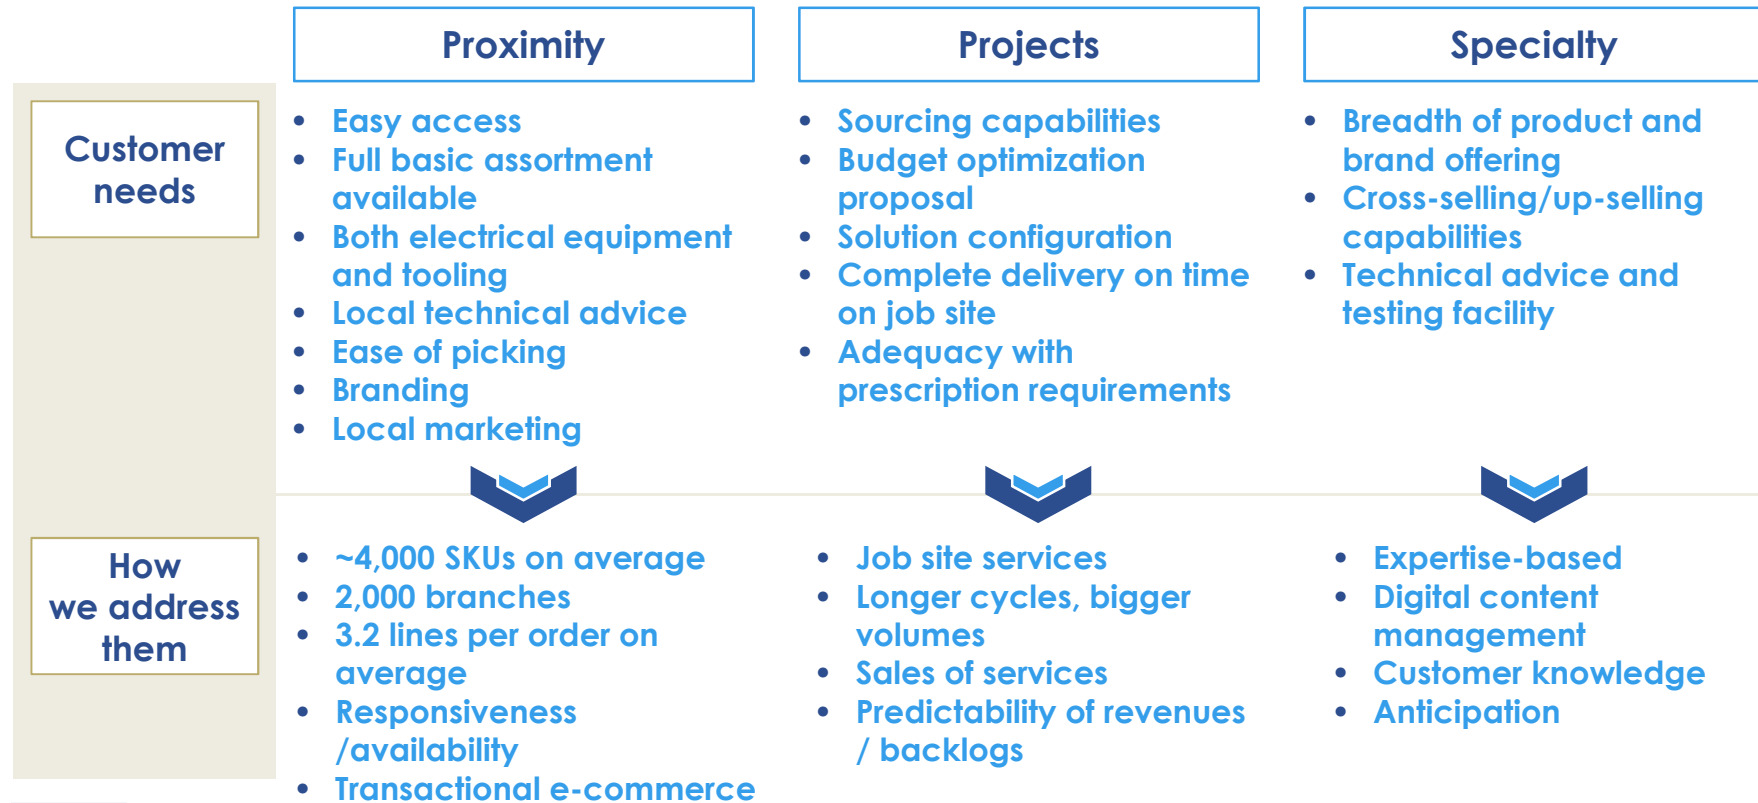 Proximity
Projects
Specialty
Customer
needs
• Easy access
• Full basic assortment
available
• Both electrical equipment
and tooling
• Local technical advice
• Ease of picking
• Branding
• Local marketing
• Sourcing capabilities
• Budget optimization
proposal
• Solution configuration
• Complete delivery on time
on job site
• Adequacy with
prescription requirements
• Breadth of product and
brand offering
• Cross-selling/up-selling
capabilities
• Technical advice and
testing facility
How
we address
them
• ~4,000 SKUs on average
• 2,000 branches
• 3.2 lines per order on
average
• Responsiveness
/availability
• Transactional e-commerce
• Job site services
• Longer cycles, bigger
volumes
• Sales of services
• Predictability of revenues
/ backlogs
• Expertise-based
• Digital content
management
• Customer knowledge
• Anticipation